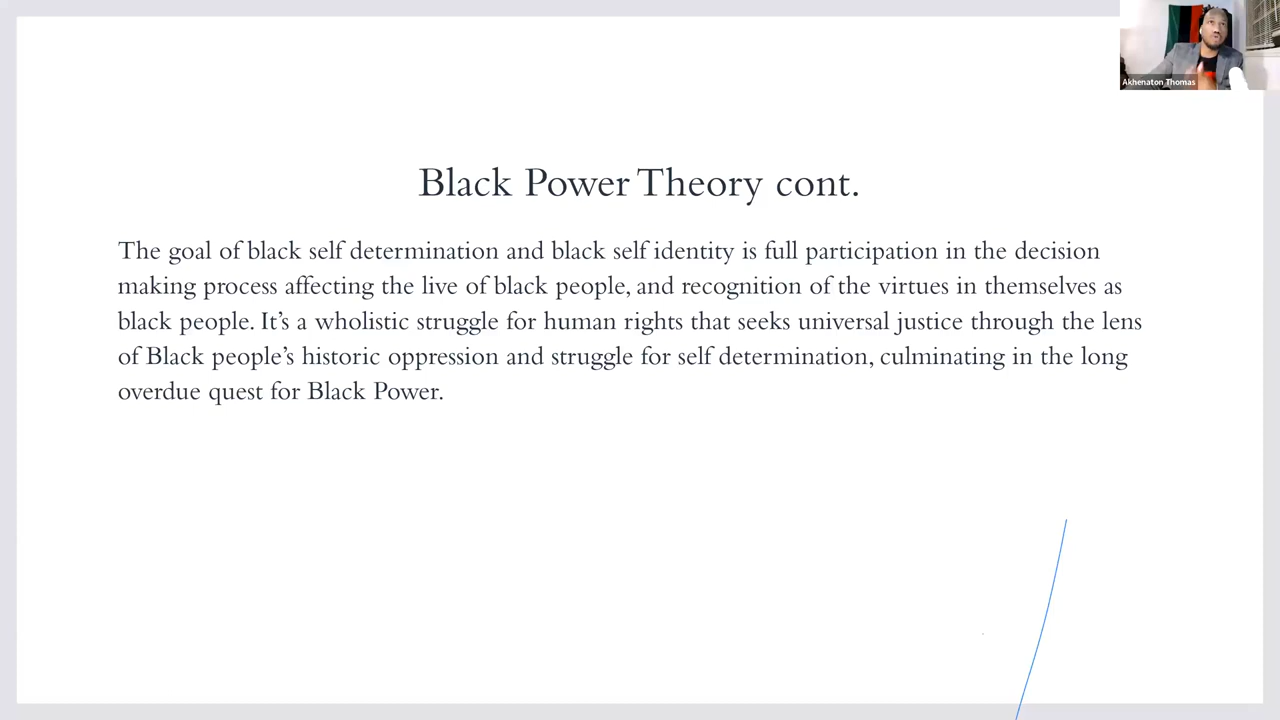 Akhenaton Thomas
Black Power Theory cont.
The goal of black self determination and black self identity is full participation in the decision
making process affecting the live of black people, and recognition of the virtues in themselves as
black people. It’s a wholistic struggle for human rights that seeks universal justice through the lens
of Black people’s historic oppression and struggle for self determination, culminating in the long
overdue quest for Black Power.